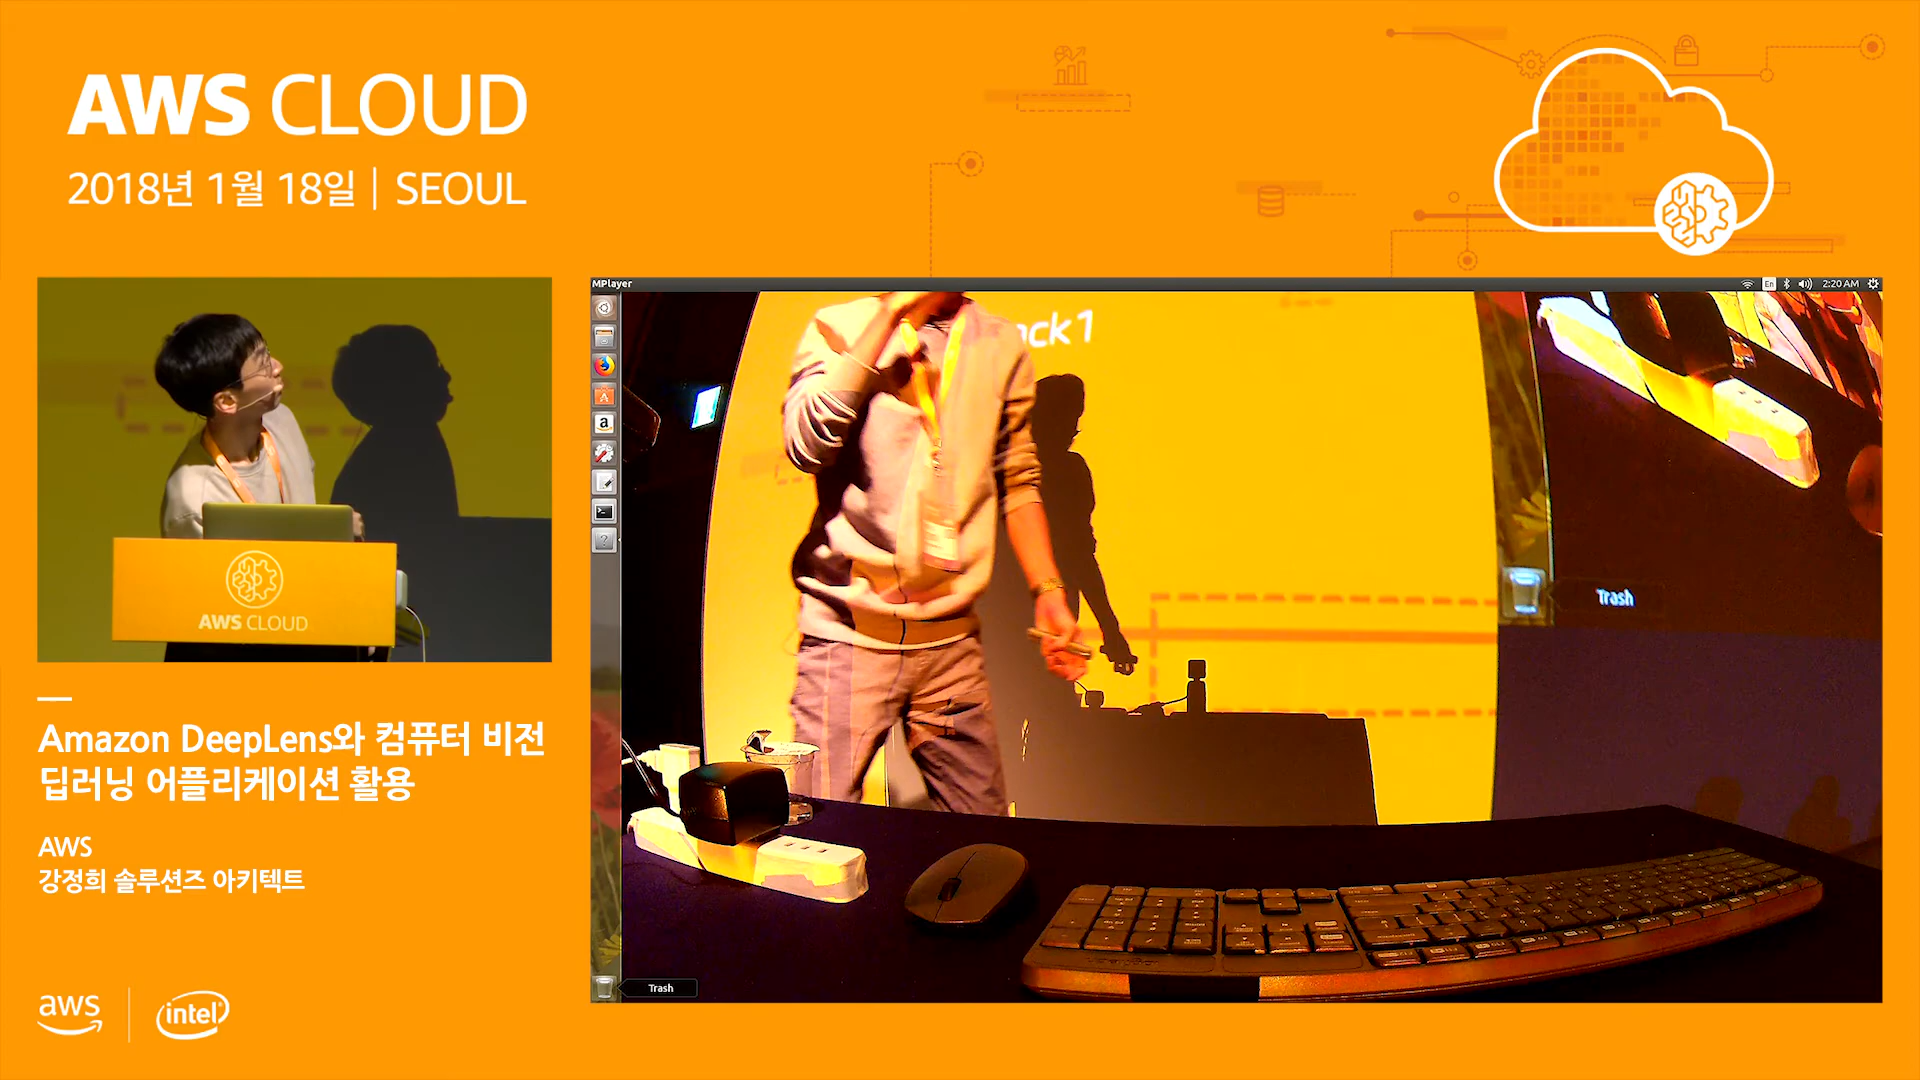 AWS CLOUD
2018년 1월 18일 | SEOUL
MPlayer
En
2:20 AM
ack1
Trash
AWS CLOUD
Trash
Amazon DeepLens와 컴퓨터 비전
딥러닝 어플리케이션 활용
AWS
강정희 솔루션즈 아키텍트
aws
intel